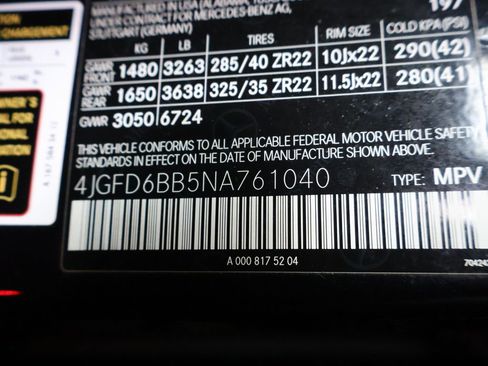 MADE IN USA (ALABAMA, TUSCALOOSA)
UNDER CONTRACT FOR MERCEDES-BENZ AG,
STUTTGART (GERMANY) 197
KG LB TIRES RIM SIZE COLD KPA(PSI)
GAWR FRONT 1480 3263 285/40 ZR22 10Jx22 290(42)
GAWR REAR 1650 3638 325/35 ZR22 11.5Jx22 280(41)
GVWR 3050 6724
THIS VEHICLE CONFORMS TO ALL APPLICABLE FEDERAL MOTOR VEHICLE SAFETY
STANDARDS IN EFFECT ON THE DATE OF MANUFACTURE SHOWN ABOVE.
4JGFD6BB5NA761040 TYPE: MPV
A 000 817 52 04